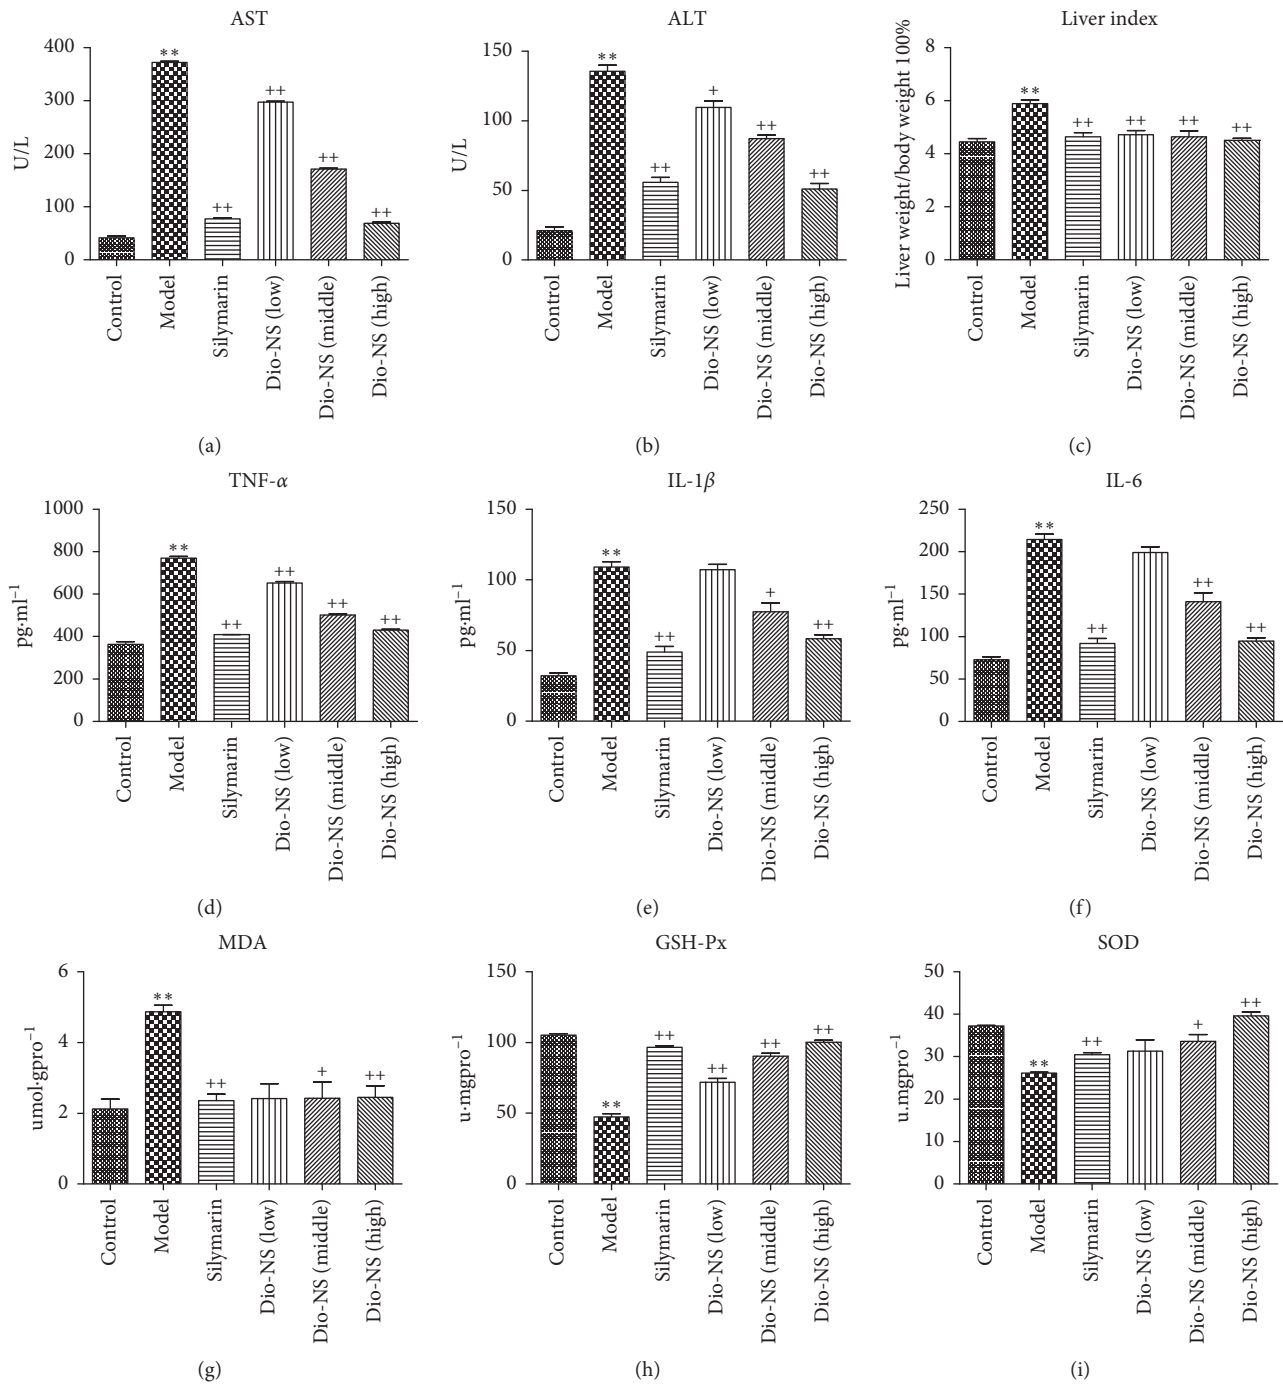 AST
U/L
400
300
200
100
0
**
++
++
++
++
Control
Model
Silymarin
Dio-NS (low)
Dio-NS (middle)
Dio-NS (high)
(a)
ALT
U/L
150
100
50
0
**
++
+
++
++
Control
Model
Silymarin
Dio-NS (low)
Dio-NS (middle)
Dio-NS (high)
(b)
Liver index
Liver weight/body weight 100%
8
6
4
2
0
**
++
++
++
++
Control
Model
Silymarin
Dio-NS (low)
Dio-NS (middle)
Dio-NS (high)
(c)
TNF-α
pg·ml⁻¹
1000
800
600
400
200
0
**
++
++
++
++
Control
Model
Silymarin
Dio-NS (low)
Dio-NS (middle)
Dio-NS (high)
(d)
IL-1β
pg·ml⁻¹
150
100
50
0
**
++
+
++
Control
Model
Silymarin
Dio-NS (low)
Dio-NS (middle)
Dio-NS (high)
(e)
IL-6
pg·ml⁻¹
250
200
150
100
50
0
**
++
++
++
Control
Model
Silymarin
Dio-NS (low)
Dio-NS (middle)
Dio-NS (high)
(f)
MDA
umol·gpro⁻¹
6
4
2
0
**
++
+
++
Control
Model
Silymarin
Dio-NS (low)
Dio-NS (middle)
Dio-NS (high)
(g)
GSH-Px
u·mgpro⁻¹
150
100
50
0
**
++
++
++
++
Control
Model
Silymarin
Dio-NS (low)
Dio-NS (middle)
Dio-NS (high)
(h)
SOD
u.mgpro⁻¹
50
40
30
20
10
0
**
++
+
++
Control
Model
Silymarin
Dio-NS (low)
Dio-NS (middle)
Dio-NS (high)
(i)